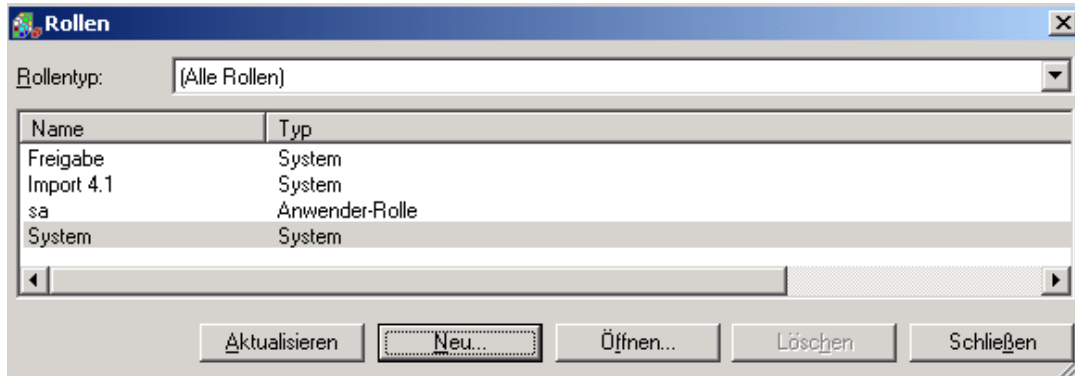 Rollen
Rollentyp: (Alle Rollen)
Name Typ
Freigabe System
Import 4.1 System
sa Anwender-Rolle
System System
Aktualisieren Neu... Öffnen... Löschen Schließen